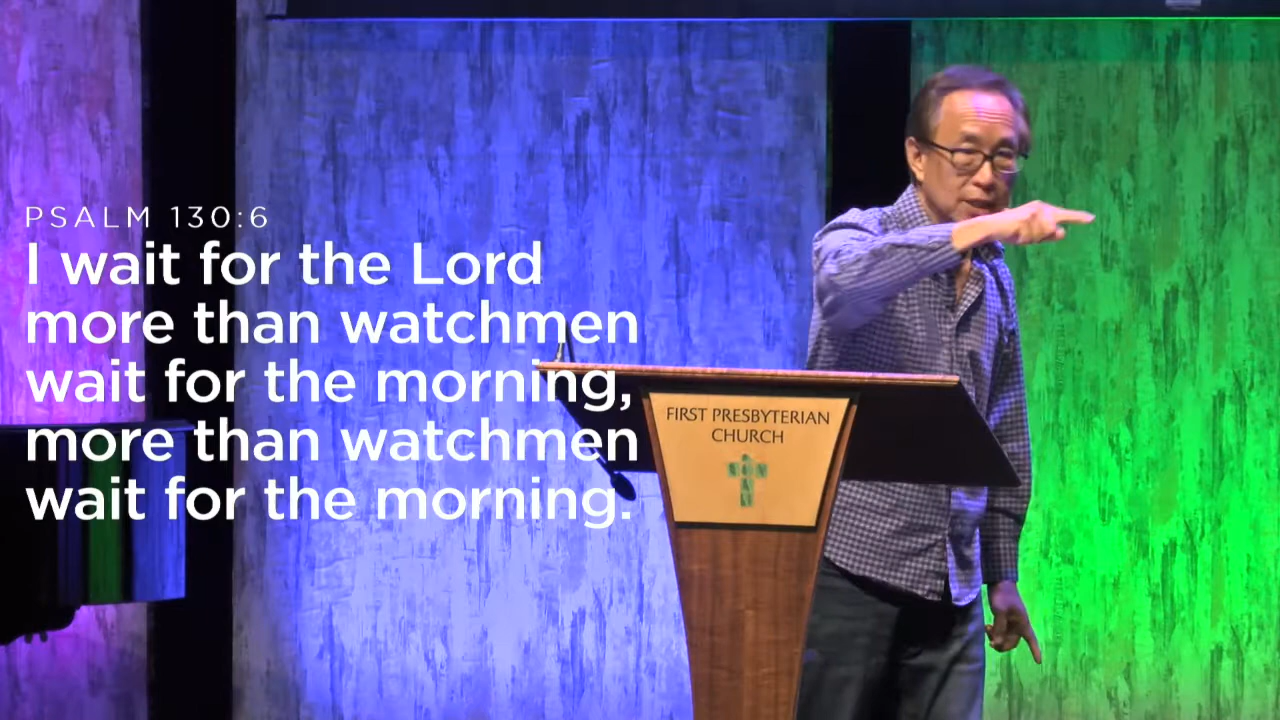 PSALM 130:6
I wait for the Lord
more than watchmen
wait for the morning,
more than watchmen
wait for the morning.
FIRST PRESBYTERIAN
CHURCH